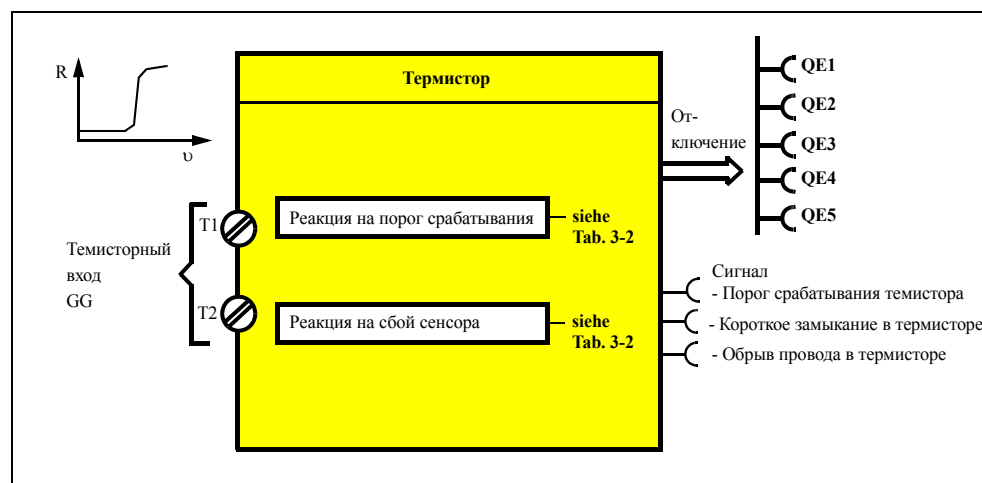 R
υ
Термистор
От-
ключение
QE1
QE2
QE3
QE4
QE5
Темисторный
вход
GG
T1
T2
Реакция на порог срабатывания
siehe
Tab. 3-2
Реакция на сбой сенсора
siehe
Tab. 3-2
Сигнал
- Порог срабатывания темистора
- Короткое замыкание в термисторе
- Обрыв провода в термисторе